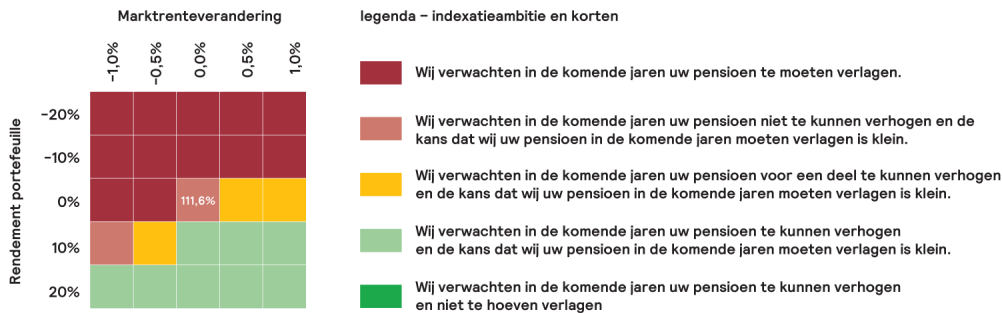 Marktrenteverandering
-1,0%
-0,5%
0,0%
0,5%
1,0%
Rendement portefeuille
-20%
-10%
0%
10%
20%
111,6%
legenda – indexatieambitie en korten
Wij verwachten in de komende jaren uw pensioen te moeten verlagen.
Wij verwachten in de komende jaren uw pensioen niet te kunnen verhogen en de
kans dat wij uw pensioen in de komende jaren moeten verlagen is klein.
Wij verwachten in de komende jaren uw pensioen voor een deel te kunnen verhogen
en de kans dat wij uw pensioen in de komende jaren moeten verlagen is klein.
Wij verwachten in de komende jaren uw pensioen te kunnen verhogen
en de kans dat wij uw pensioen in de komende jaren moeten verlagen is klein.
Wij verwachten in de komende jaren uw pensioen te kunnen verhogen
en niet te hoeven verlagen